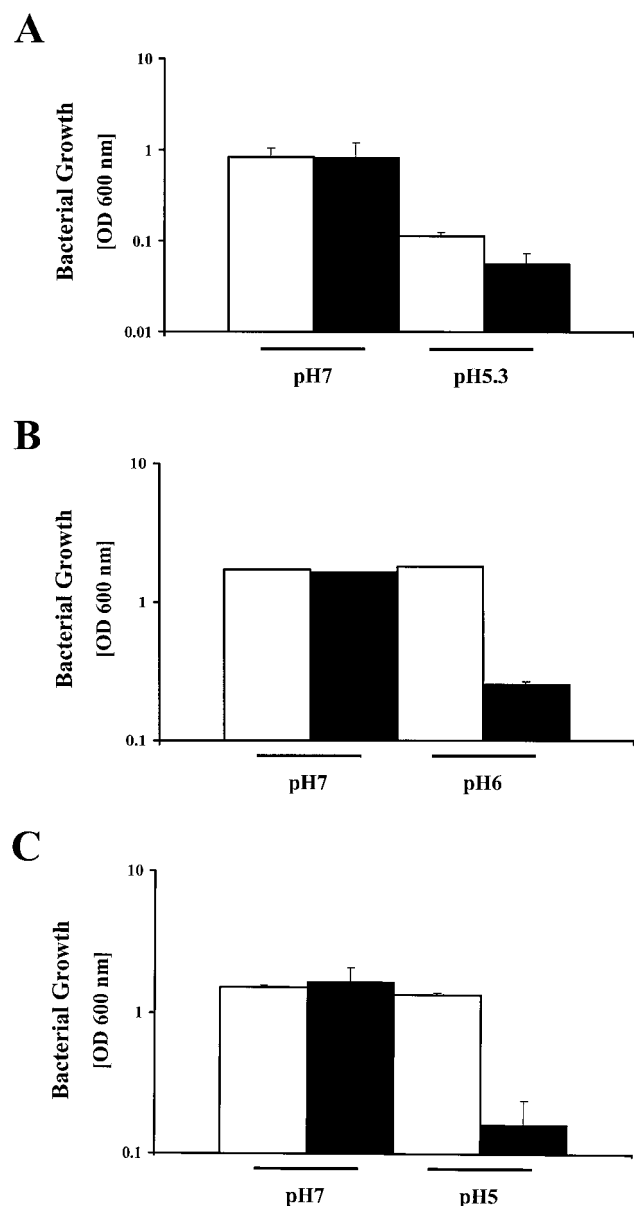 A
Bacterial Growth
[OD 600 nm]
10
1
0.1
0.01
pH7
pH5.3
B
Bacterial Growth
[OD 600 nm]
10
1
0.1
pH7
pH6
C
Bacterial Growth
[OD 600 nm]
10
1
0.1
pH7
pH5